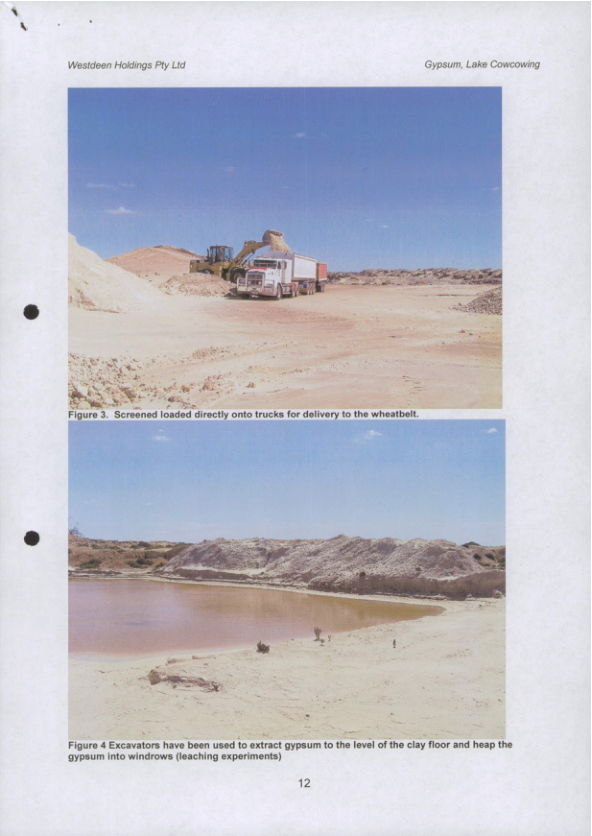 Westdeen Holdings Pty Ltd
Gypsum, Lake Cowcowing
Figure 3. Screened loaded directly onto trucks for delivery to the wheatbelt.
Figure 4 Excavators have been used to extract gypsum to the level of the clay floor and heap the
gypsum into windrows (leaching experiments)
12